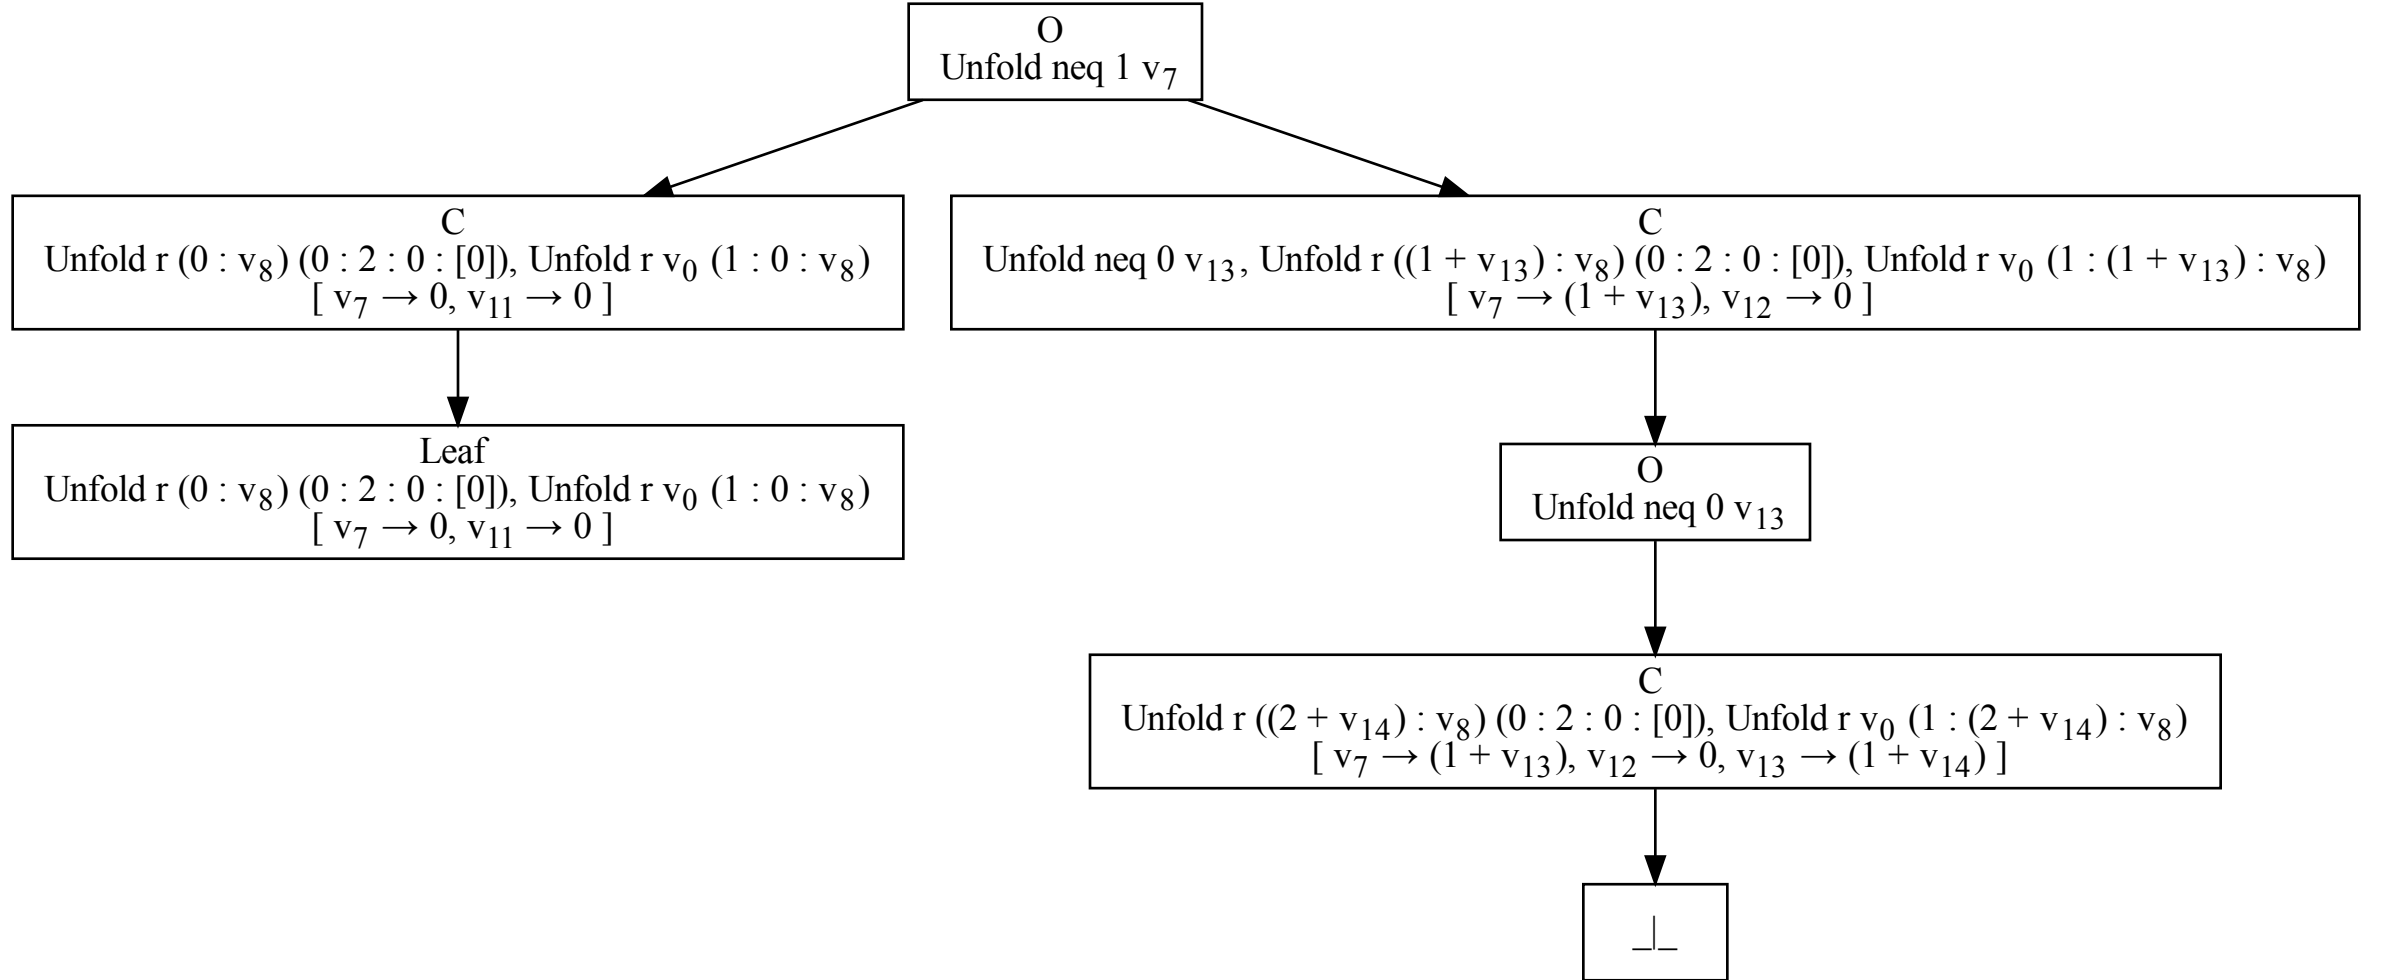 O
Unfold neq 1 v₇
C
Unfold r (0 : v₈) (0 : 2 : 0 : [0]), Unfold r v₀ (1 : 0 : v₈)
[ v₇ → 0, v₁₁ → 0 ]
C
Unfold neq 0 v₁₃, Unfold r ((1 + v₁₃) : v₈) (0 : 2 : 0 : [0]), Unfold r v₀ (1 : (1 + v₁₃) : v₈)
[ v₇ → (1 + v₁₃), v₁₂ → 0 ]
Leaf
Unfold r (0 : v₈) (0 : 2 : 0 : [0]), Unfold r v₀ (1 : 0 : v₈)
[ v₇ → 0, v₁₁ → 0 ]
O
Unfold neq 0 v₁₃
C
Unfold r ((2 + v₁₄) : v₈) (0 : 2 : 0 : [0]), Unfold r v₀ (1 : (2 + v₁₄) : v₈)
[ v₇ → (1 + v₁₃), v₁₂ → 0, v₁₃ → (1 + v₁₄) ]
_|_